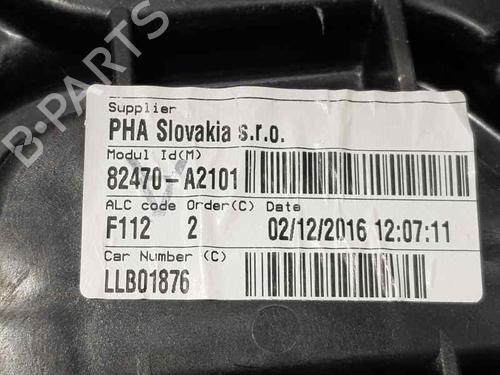 B-PARTS
Supplier
PHA Slovakia s.r.o.
Modul Id(M)
82470-A2101
ALC code Order(C) Date
F112 2 02/12/2016 12:07:11
Car Number (C)
LLB01876